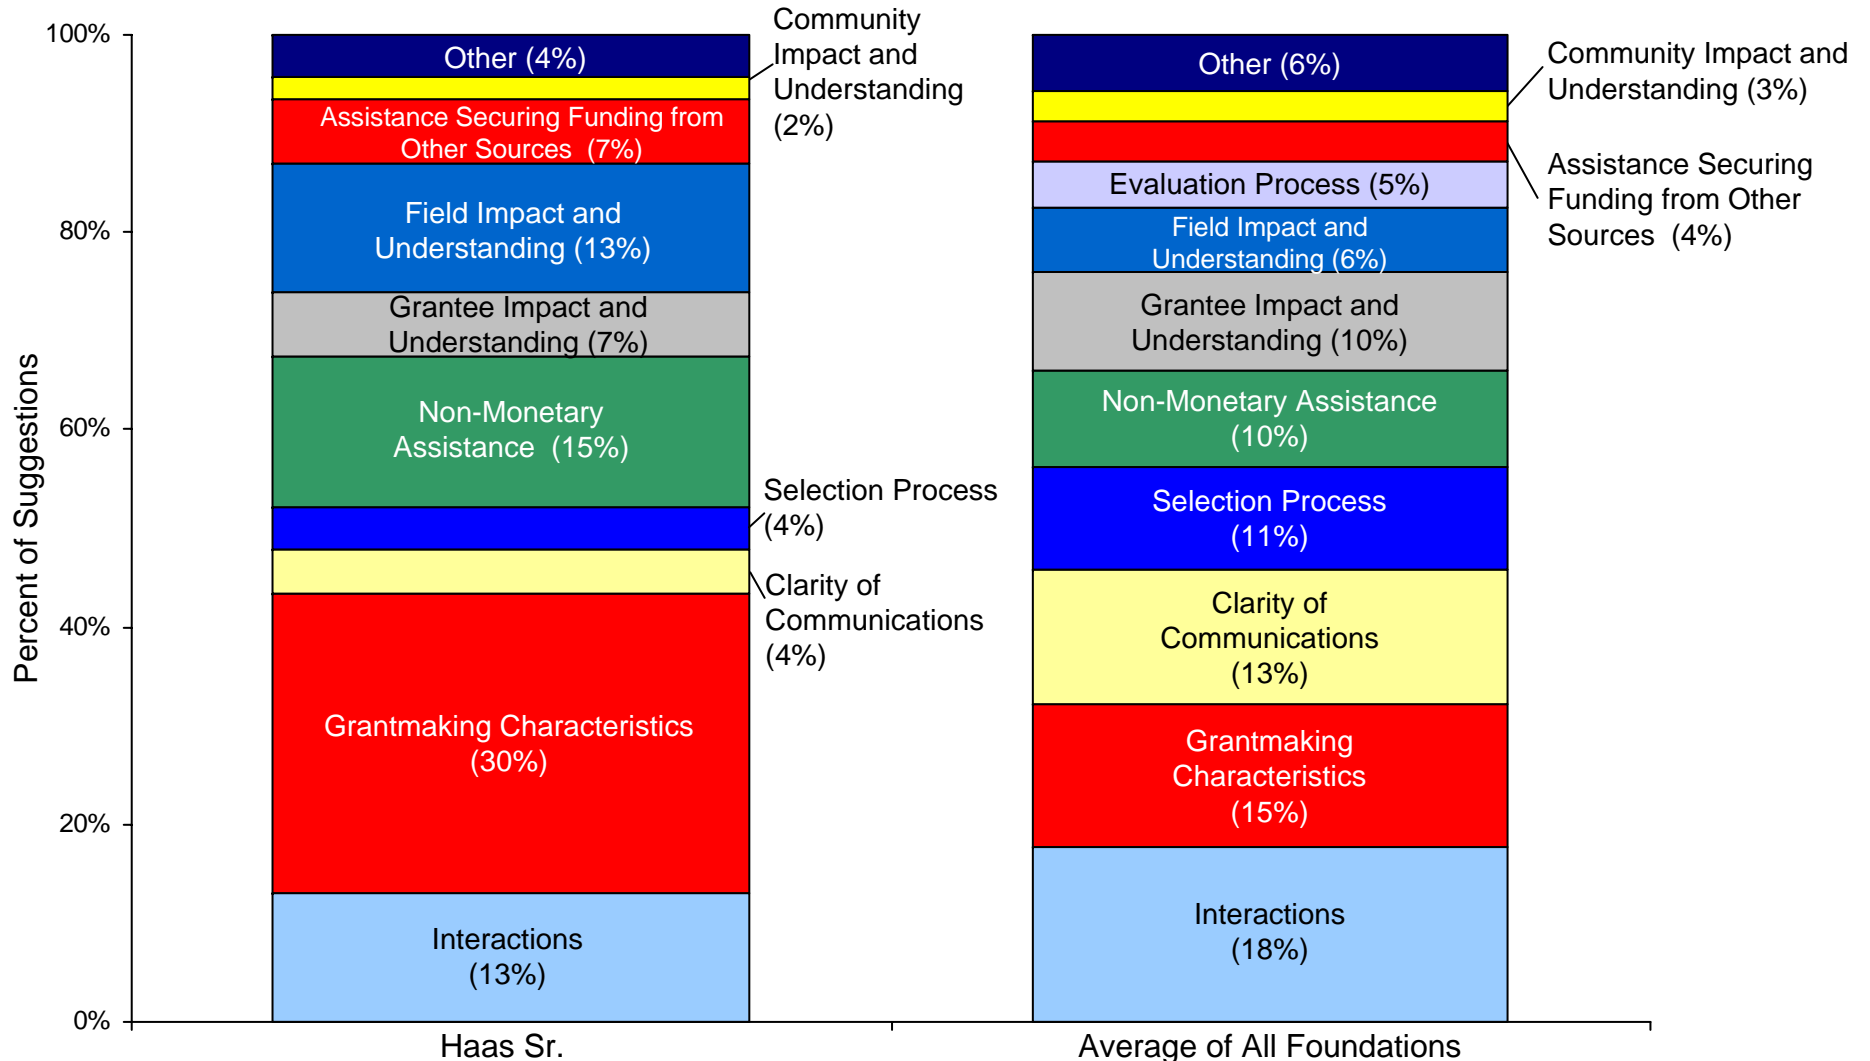 Percent of Suggestions
100%
80%
60%
40%
20%
0%
Other (4%)
Community
Impact and
Understanding
(2%)
Assistance Securing Funding from
Other Sources (7%)
Field Impact and
Understanding (13%)
Grantee Impact and
Understanding (7%)
Non-Monetary
Assistance (15%)
Selection Process
(4%)
Clarity of
Communications
(4%)
Grantmaking Characteristics
(30%)
Interactions
(13%)
Haas Sr.
Other (6%)
Community Impact and
Understanding (3%)
Assistance Securing
Funding from Other
Sources (4%)
Evaluation Process (5%)
Field Impact and
Understanding (6%)
Grantee Impact and
Understanding (10%)
Non-Monetary Assistance
(10%)
Selection Process
(11%)
Clarity of
Communications
(13%)
Grantmaking
Characteristics
(15%)
Interactions
(18%)
Average of All Foundations